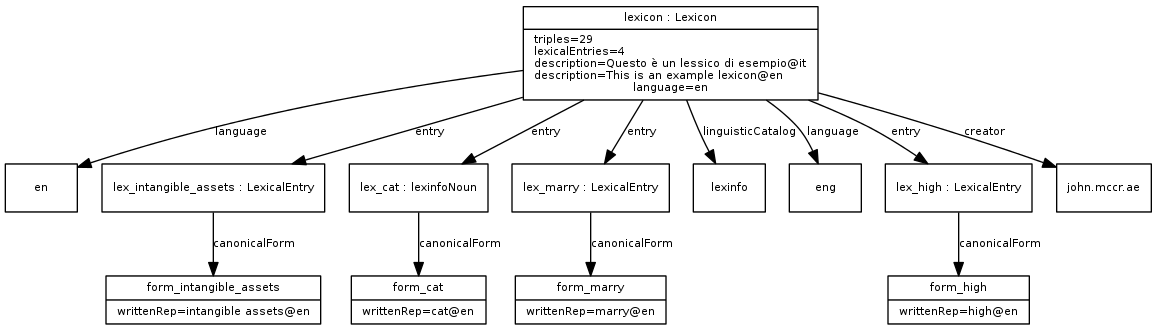 lexicon : Lexicon
triples=29
lexicalEntries=4
description=Questo è un lessico di esempio@it
description=This is an example lexicon@en
language=en
language
entry
entry
entry
linguisticCatalog
language
entry
creator
en
lex_intangible_assets : LexicalEntry
lex_cat : lexinfoNoun
lex_marry : LexicalEntry
lexinfo
eng
lex_high : LexicalEntry
john.mccr.ae
canonicalForm
canonicalForm
canonicalForm
canonicalForm
form_intangible_assets
writtenRep=intangible assets@en
form_cat
writtenRep=cat@en
form_marry
writtenRep=marry@en
form_high
writtenRep=high@en